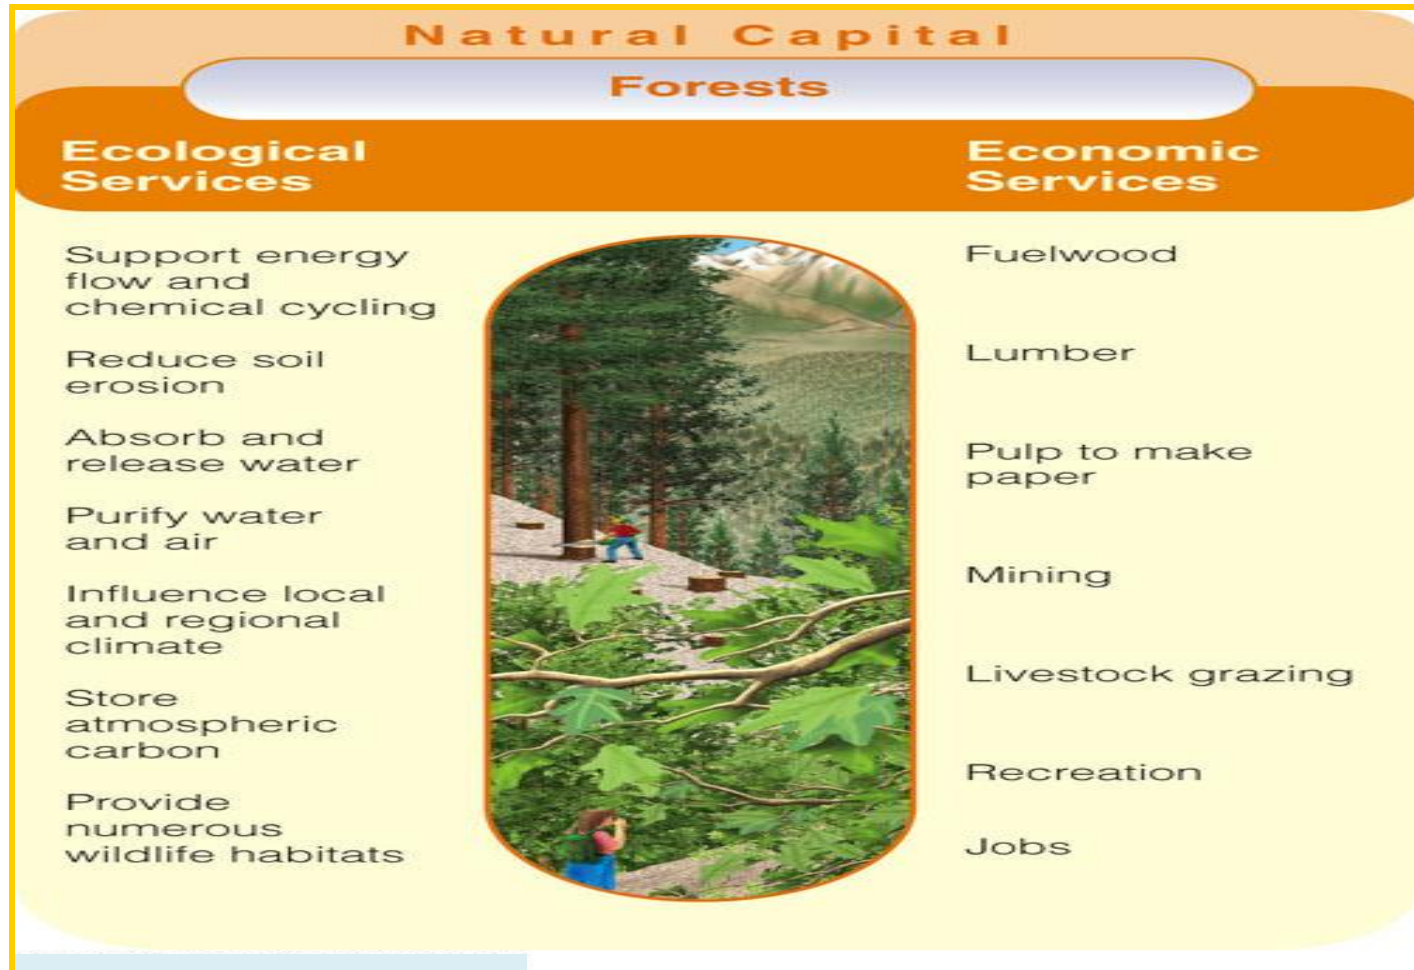 Natural Capital
Forests
Ecological
Services
Support energy
flow and
chemical cycling
Reduce soil
erosion
Absorb and
release water
Purify water
and air
Influence local
and regional
climate
Store
atmospheric
carbon
Provide
numerous
wildlife habitats
Economic
Services
Fuelwood
Lumber
Pulp to make
paper
Mining
Livestock grazing
Recreation
Jobs